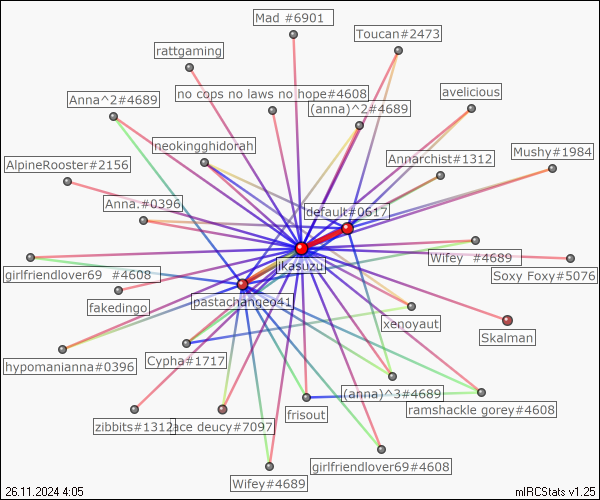 Mad #6901
Toucan#2473
rattgaming
no cops no laws no hope#4608
avelicious
Anna^2#4689
(anna)^2#4689
neokingghidorah
Annarchist#1312
Mushy#1984
AlpineRooster#2156
Anna.#0396
default#0617
ikasuzu
Wifey #4689
girlfriendlover69 #4608
Soxy Foxy#5076
fakedingo
pastachangeo41
xenoyaut
Skalman
hypomanianna#0396
Cypha#1717
(anna)^3#4689
ramshackle gorey#4608
zibbits#1312
ace deucy#7097
frisout
girlfriendlover69#4608
Wifey#4689
26.11.2024 4:05
mIRCStats v1.25